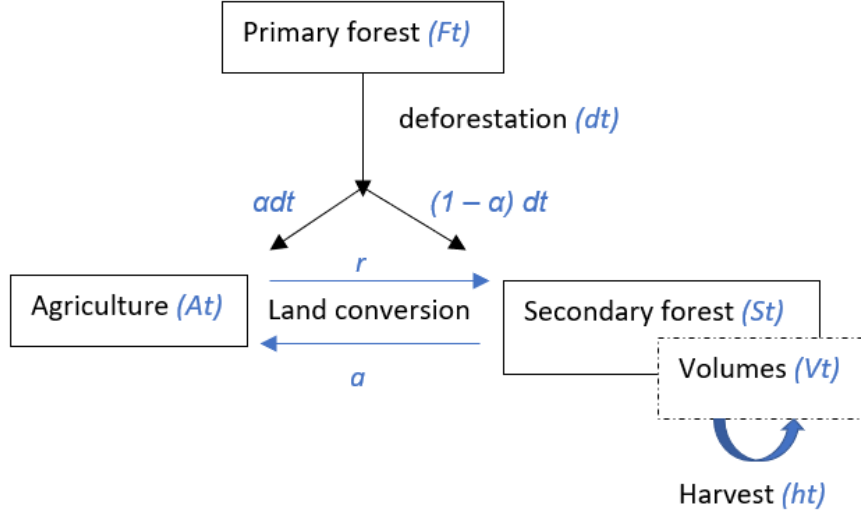 Primary forest (Ft)
deforestation (dt)
αdt
(1 – α) dt
r
Agriculture (At)
Land conversion
Secondary forest (St)
a
Volumes (Vt)
Harvest (ht)